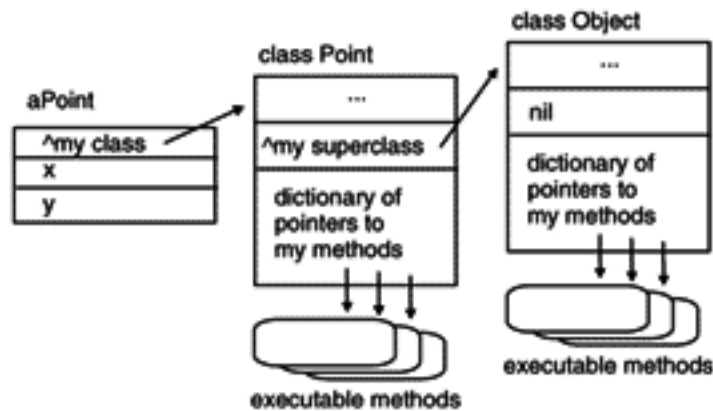 aPoint
^my class
x
y
class Point
...
^my superclass
dictionary of
pointers to
my methods
executable methods
class Object
...
nil
dictionary of
pointers to
my methods
executable methods